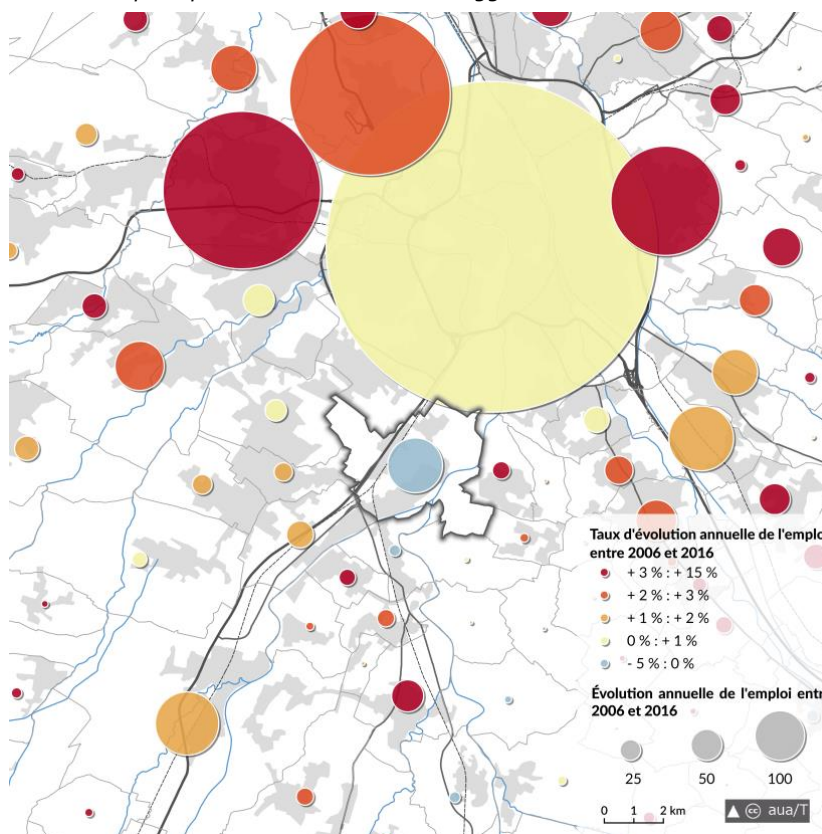 Taux d'évolution annuelle de l'emplo
entre 2006 et 2016
+ 3 % : + 15 %
+ 2 % : + 3 %
+ 1 % : + 2 %
0 % : + 1 %
- 5 % : 0 %
Évolution annuelle de l'emploi entr
2006 et 2016
25 50 100
0 1 2 km
cc aua/T